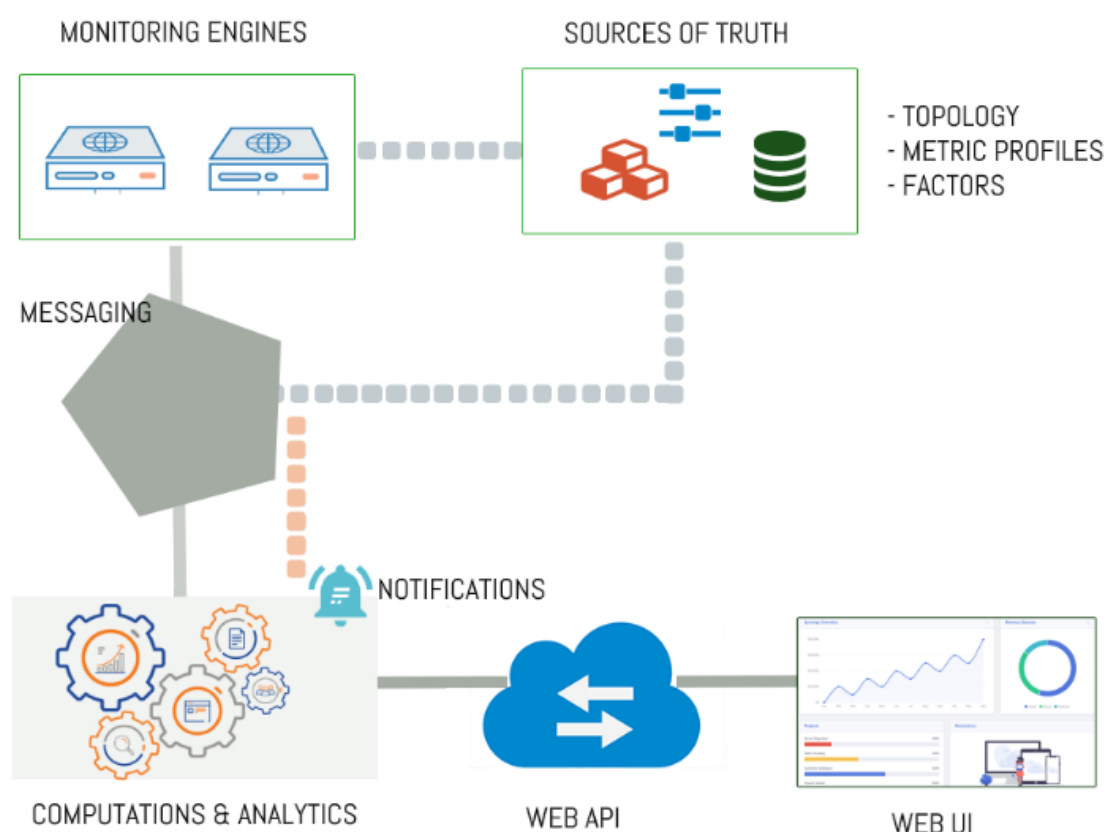 MONITORING ENGINES
SOURCES OF TRUTH
- TOPOLOGY
- METRIC PROFILES
- FACTORS
MESSAGING
NOTIFICATIONS
COMPUTATIONS & ANALYTICS
WEB API
WEB UI